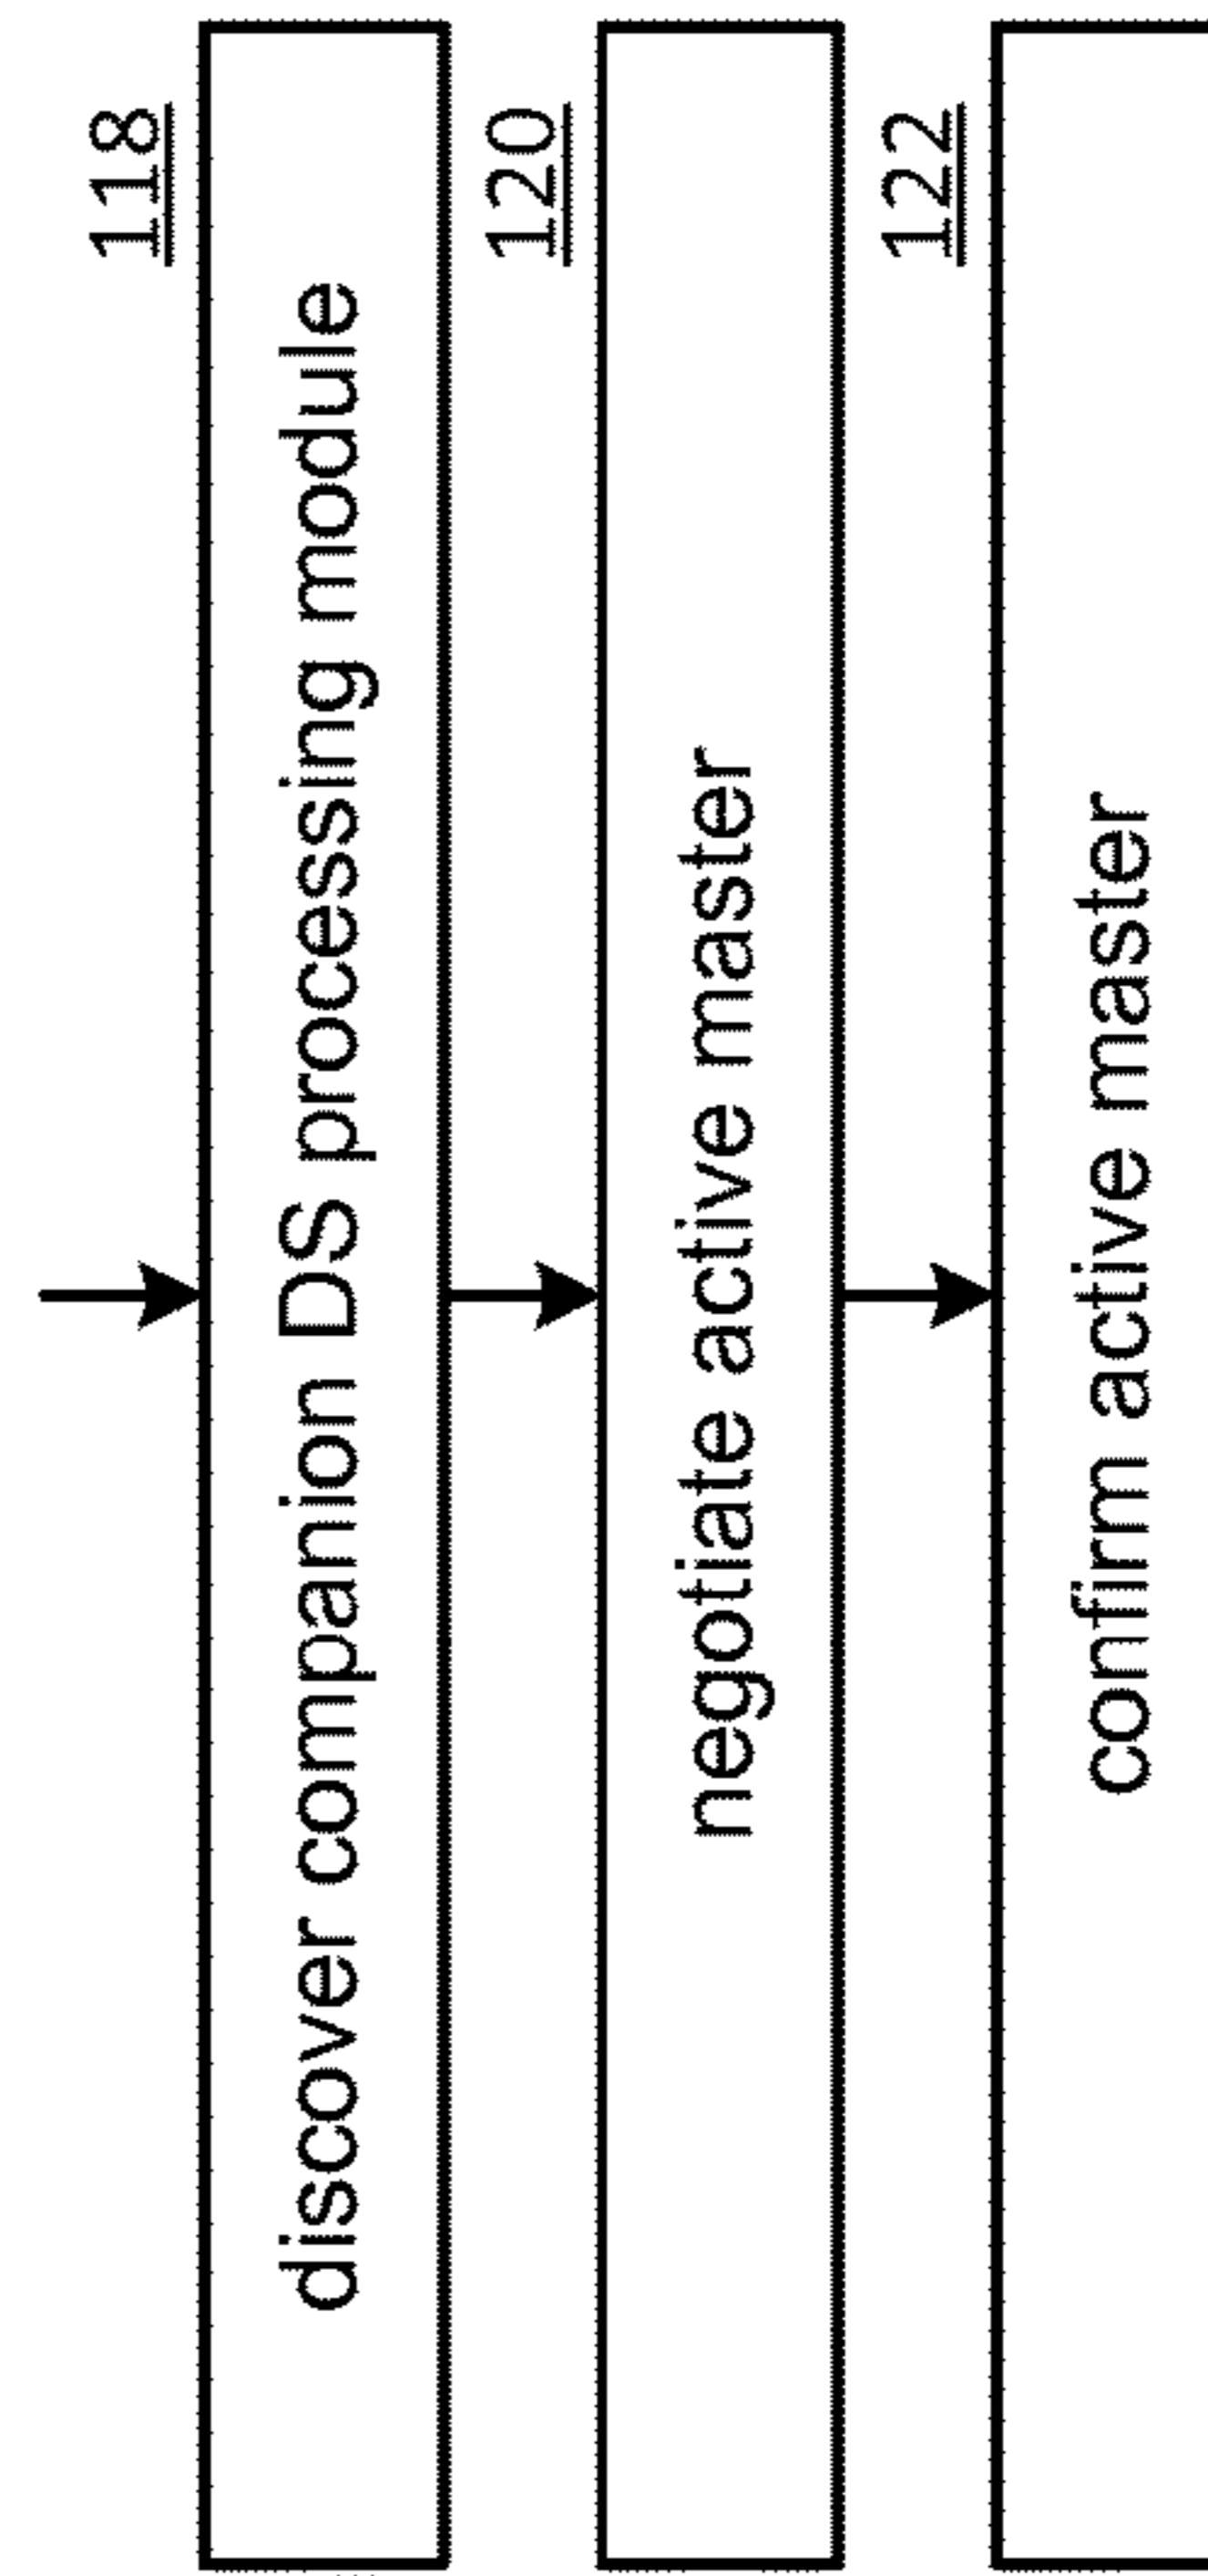 118
discover companion DS processing module
120
negotiate active master
122
confirm active master